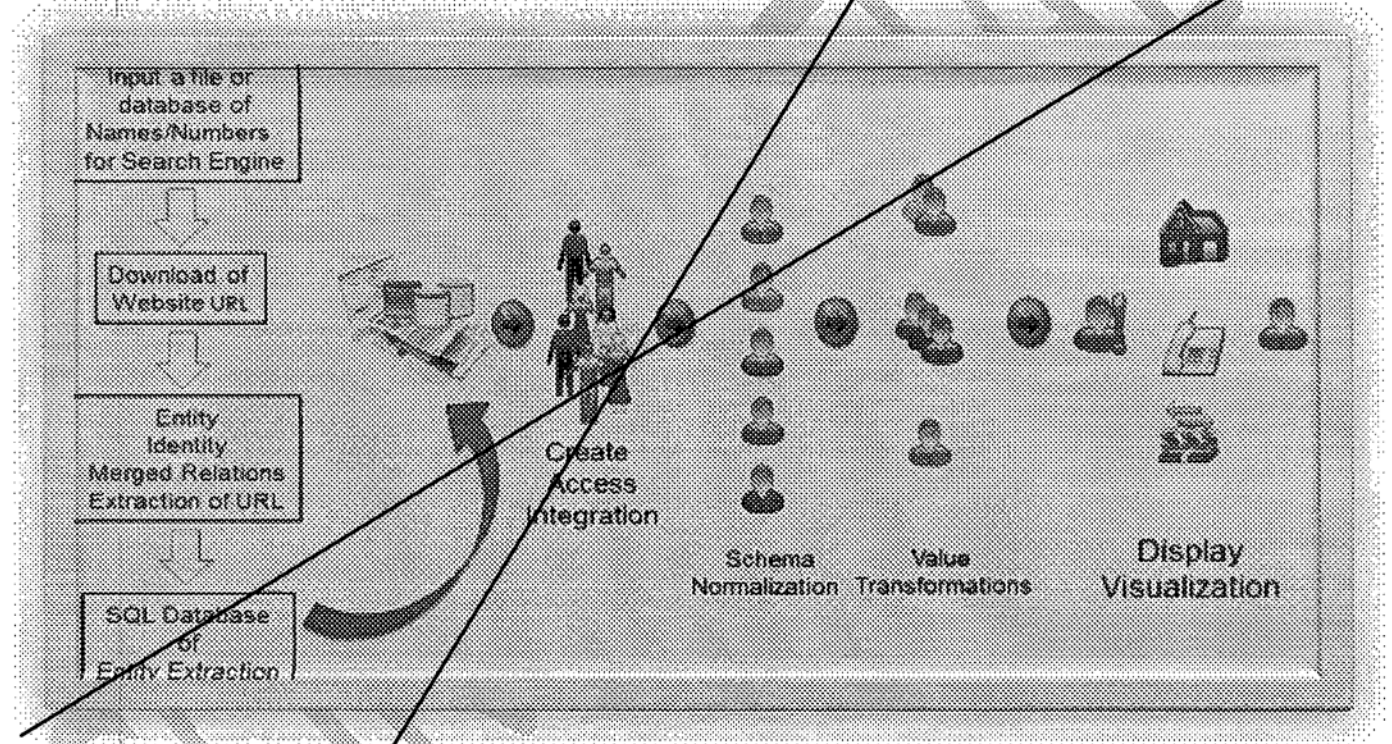 Input a file or
database of
Names/Numbers
for Search Engine
Download of
Website URL
Entity
Identity
Merged Relations
Extraction of URL
SQL Database
of
Entity Extraction
Create
Access
Integration
Schema
Normalization
Value
Transformations
Display
Visualization